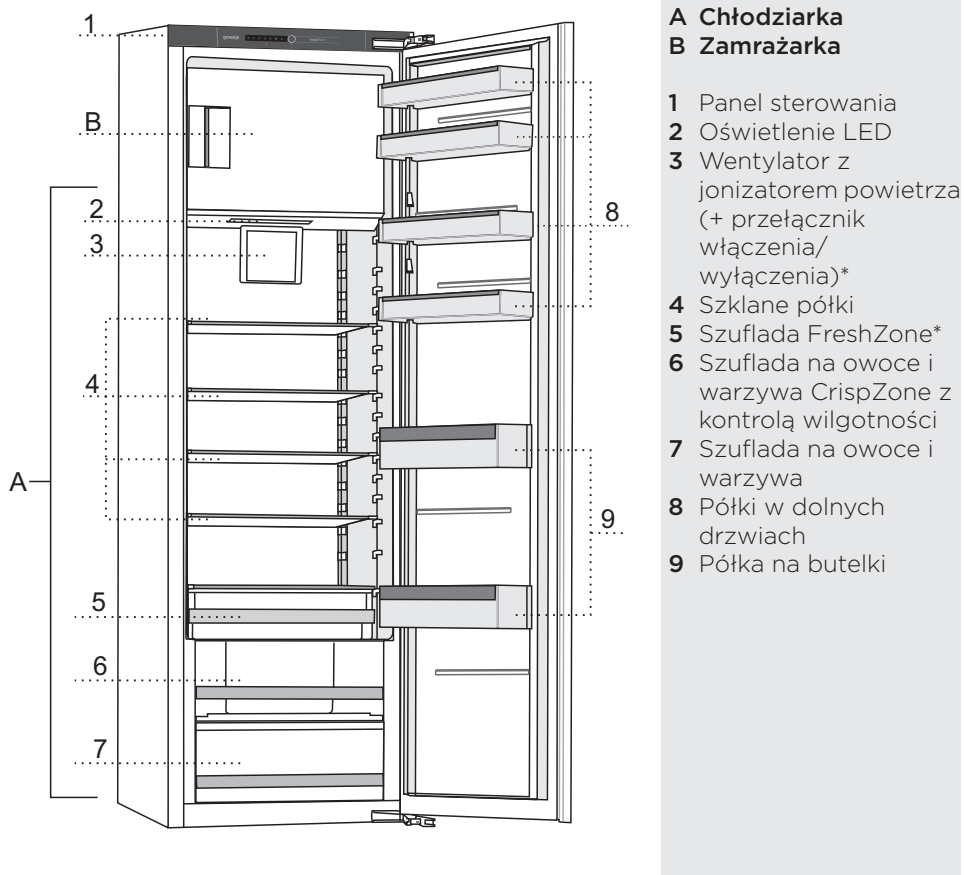 1
gorenje
B
2
3
4
A
5
6
7
8
9
A Chłodziarka
B Zamrażarka
1 Panel sterowania
2 Oświetlenie LED
3 Wentylator z
jonizatorem powietrza
(+ przełącznik
włączenia/
wyłączenia)*
4 Szklane półki
5 Szuflada FreshZone*
6 Szuflada na owoce i
warzywa CrispZone z
kontrolą wilgotności
7 Szuflada na owoce i
warzywa
8 Półki w dolnych
drzwiach
9 Półka na butelki